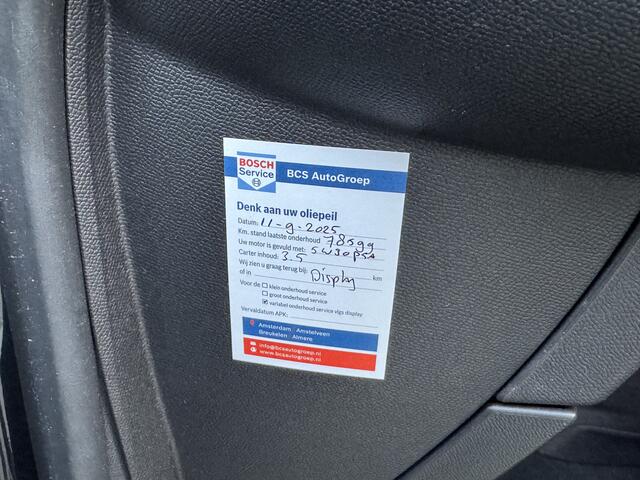 BOSCH
Service
BCS AutoGroep
Denk aan uw oliepeil
Datum: 11-9-2025
Km. stand laatste onderhoud 78599
Uw motor is gevuld met: 5W30PSA
Carter inhoud: 3.5
Wij zien u graag terug bij: Display km
of in
Voor de klein onderhoud service
groot onderhoud service
variabel onderhoud service vlgs display
Vervaldatum APK:
Amsterdam | Amstelveen
Breukelen | Almere
info@bcsautogroep.nl
www.bcsautogroep.nl